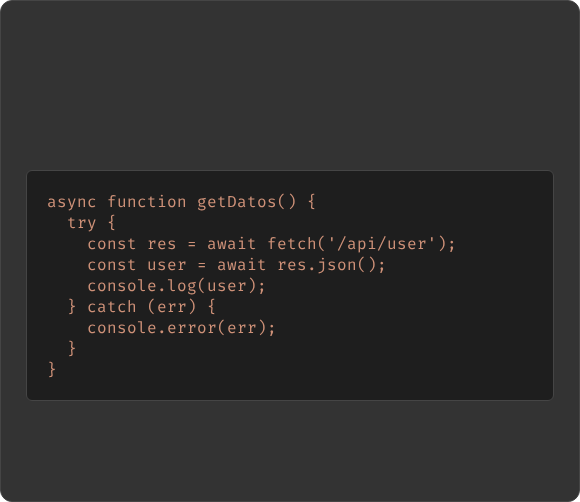 async function getDatos() {
  try {
    const res = await fetch('/api/user');
    const user = await res.json();
    console.log(user);
  } catch (err) {
    console.error(err);
  }
}